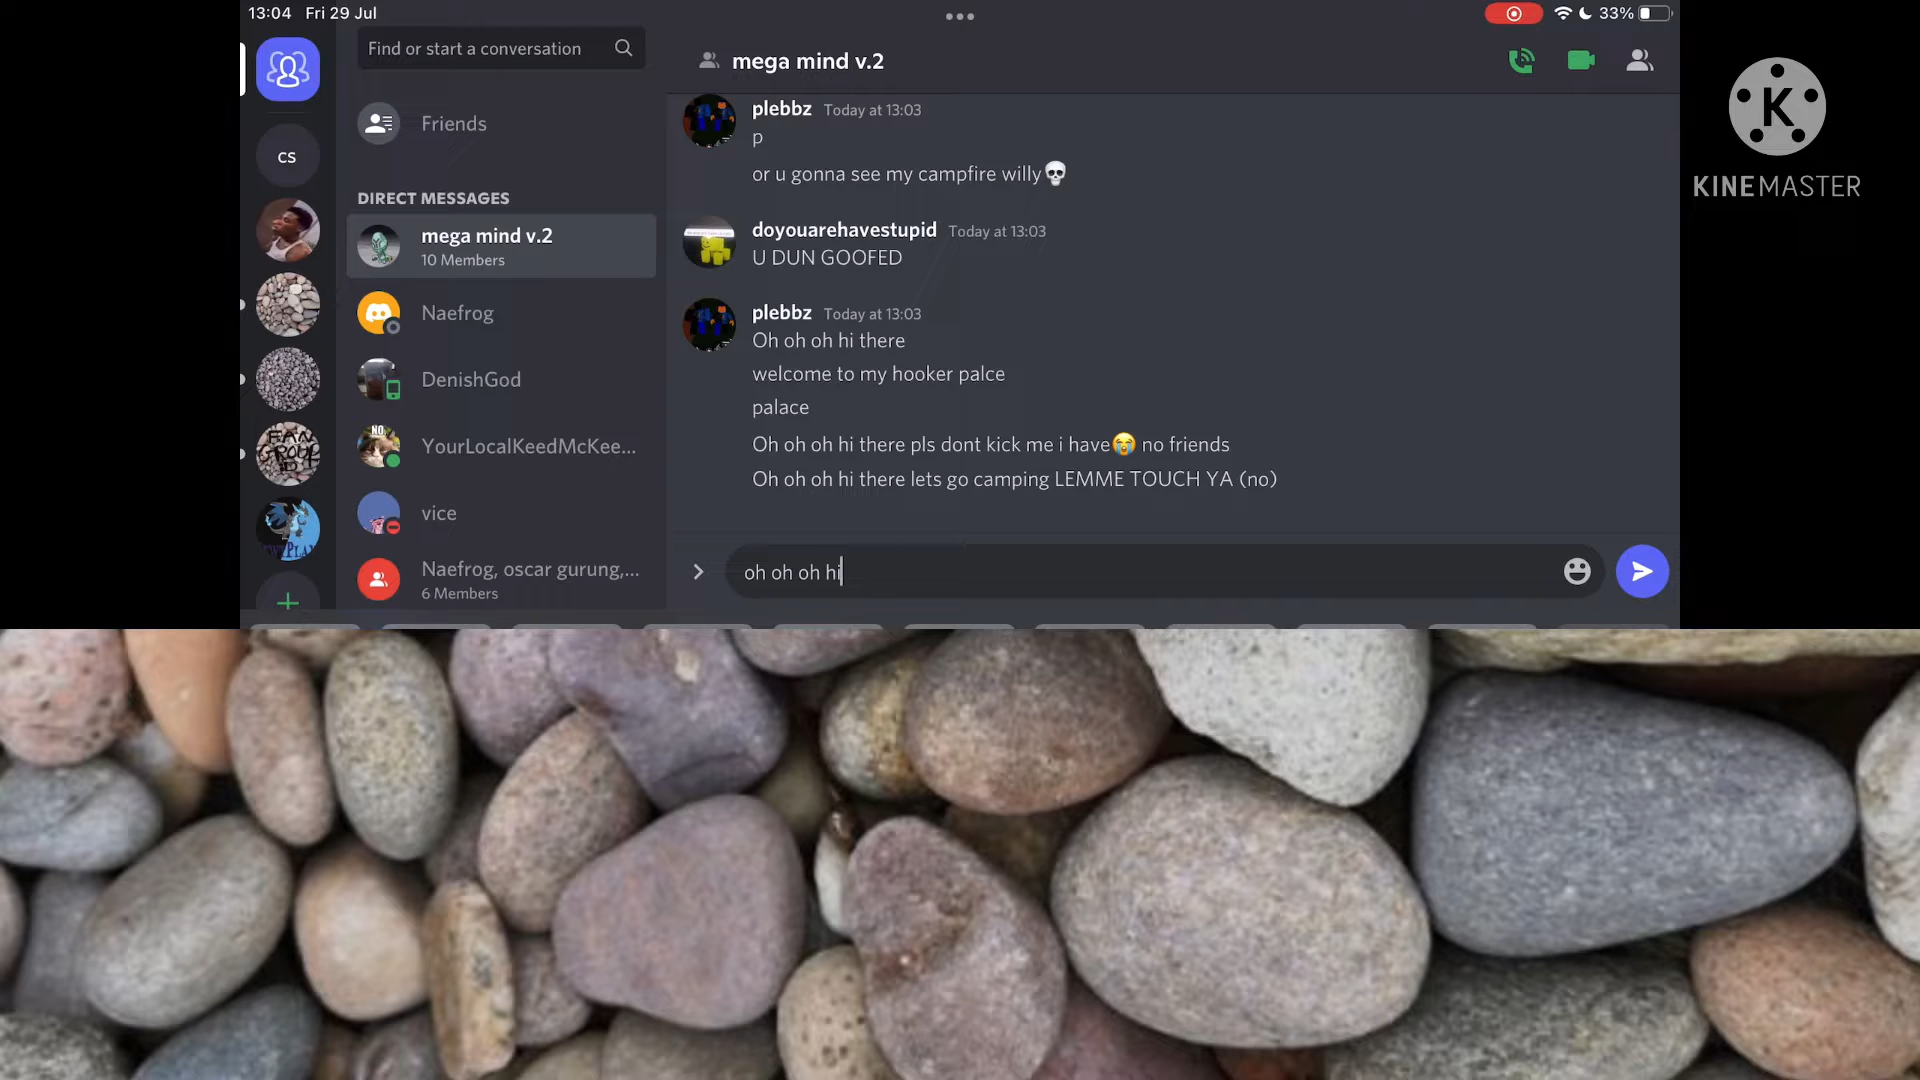 13:04 Fri 29 Jul
33%
Find or start a conversation
Friends
DIRECT MESSAGES
mega mind v.2
10 Members
Naefrog
DenishGod
NO.
YourLocalKeedMcKee...
vice
Naefrog, oscar gurung,...
6 Members
CS
FAN
GROUP
mega mind v.2
plebbz Today at 13:03
p
or u gonna see my campfire willy💀
doyouarehavestupid Today at 13:03
U DUN GOOFED
plebbz Today at 13:03
Oh oh oh hi there
welcome to my hooker palce
palace
Oh oh oh hi there pls dont kick me i have😭 no friends
Oh oh oh hi there lets go camping LEMME TOUCH YA (no)
oh oh oh hi
K
KINEMASTER